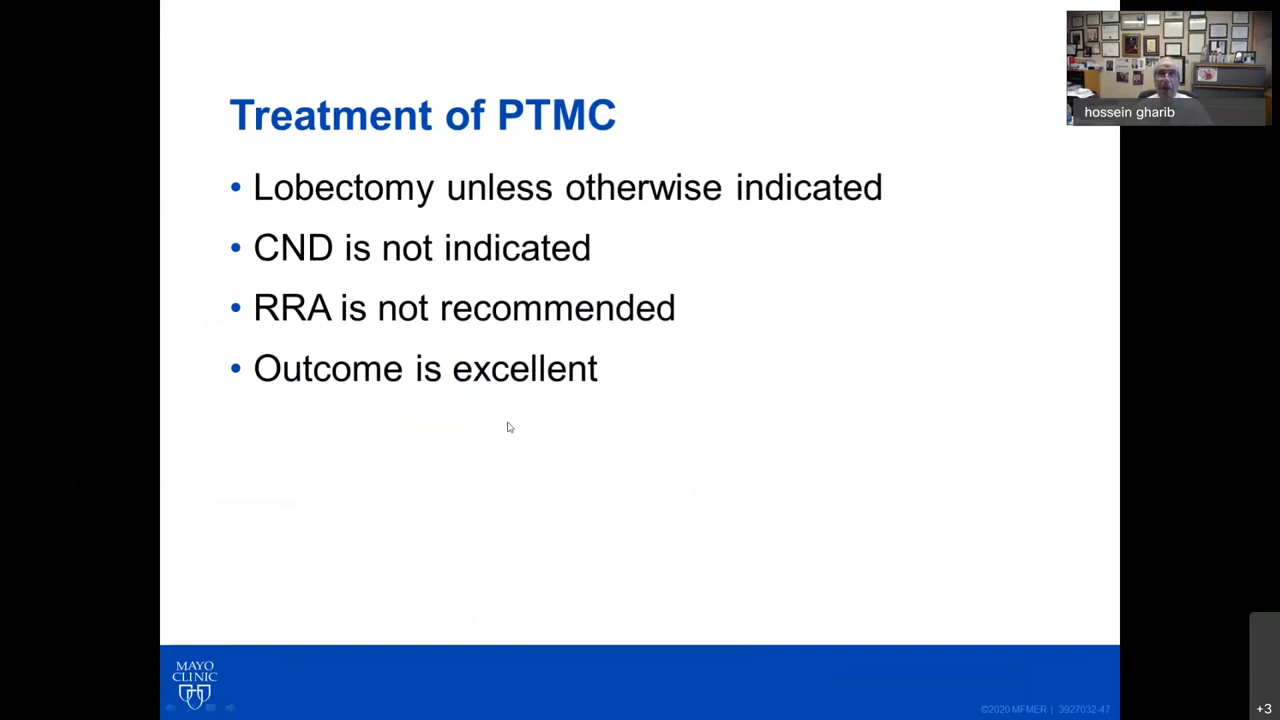 Treatment of PTMC
• Lobectomy unless otherwise indicated
• CND is not indicated
• RRA is not recommended
• Outcome is excellent
hossein gharib
MAYO
CLINIC
©2020 MFMER | 3927032-47
+3